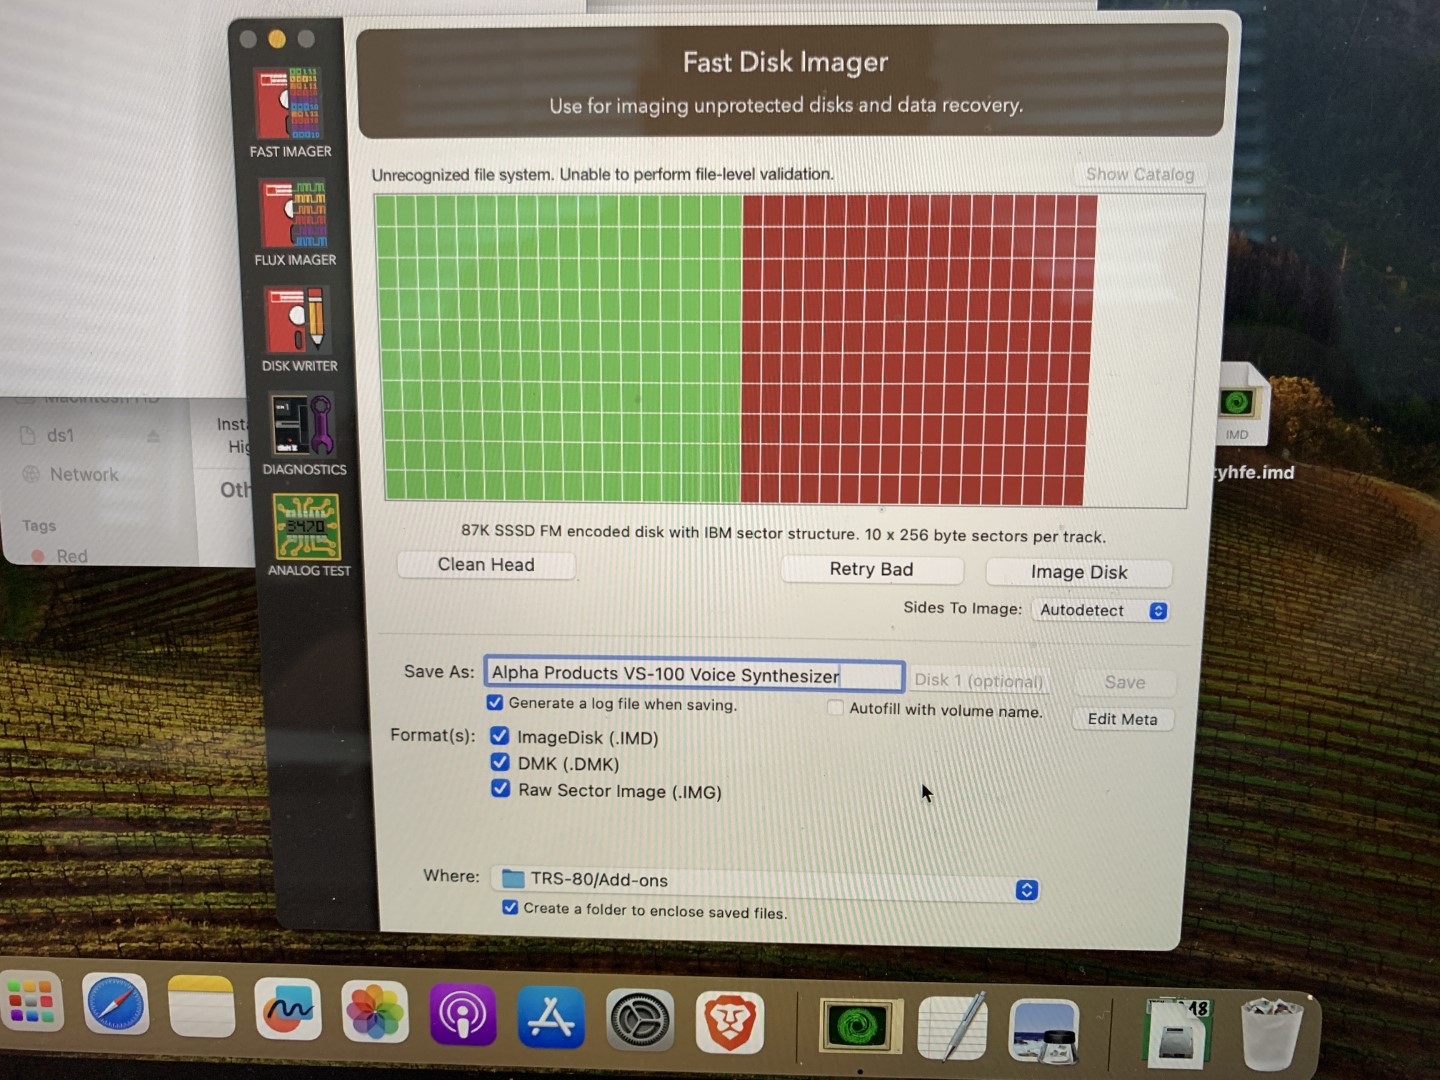 Fast Disk Imager
Use for imaging unprotected disks and data recovery.
FAST IMAGER
FLUX IMAGER
DISK WRITER
DIAGNOSTICS
3470
ANALOG TEST
Unrecognized file system. Unable to perform file-level validation.
Show Catalog
87K SSSD FM encoded disk with IBM sector structure. 10 x 256 byte sectors per track.
Clean Head
Retry Bad
Image Disk
Sides To Image: Autodetect
Save As: Alpha Products VS-100 Voice Synthesizer
Disk 1 (optional)
Save
Generate a log file when saving.
Autofill with volume name.
Edit Meta
Format(s): ImageDisk (.IMD)
DMK (.DMK)
Raw Sector Image (.IMG)
Where: TRS-80/Add-ons
Create a folder to enclose saved files.
ds1
Network
Tags
Red
Inst
Hig
Oth
IMD
tyhfe.imd
18